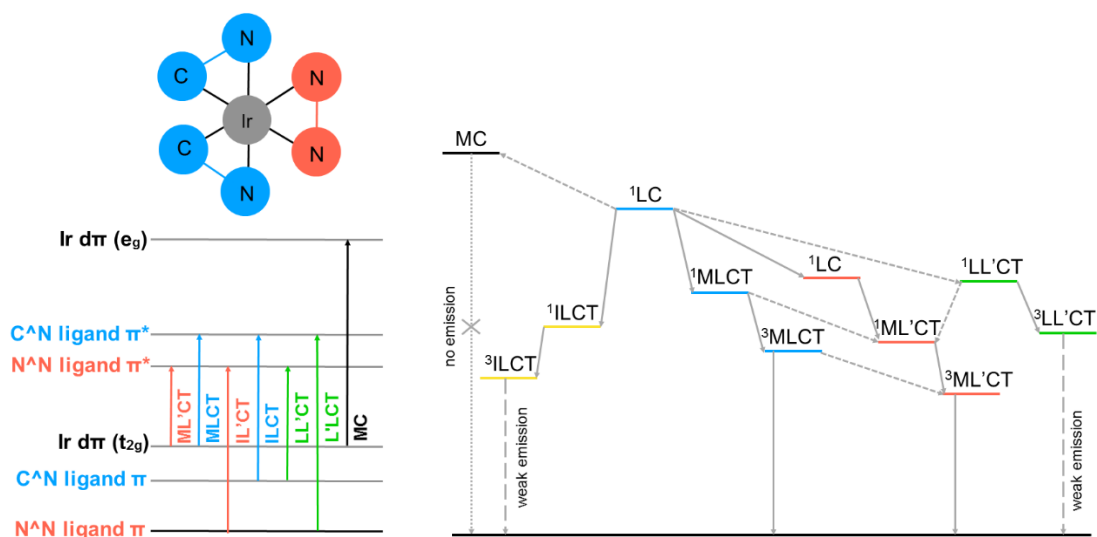 N
C
N
Ir
C
N
N
Ir dπ (eg)
C^N ligand π*
N^N ligand π*
Ir dπ (t2g)
C^N ligand π
N^N ligand π
ML'CT
MLCT
IL'CT
ILCT
LL'CT
L'LCT
MC
MC
¹LC
¹LC
¹LL'CT
¹MLCT
¹ILCT
¹ML'CT
³LL'CT
³MLCT
³ILCT
³ML'CT
no emission
weak emission
weak emission